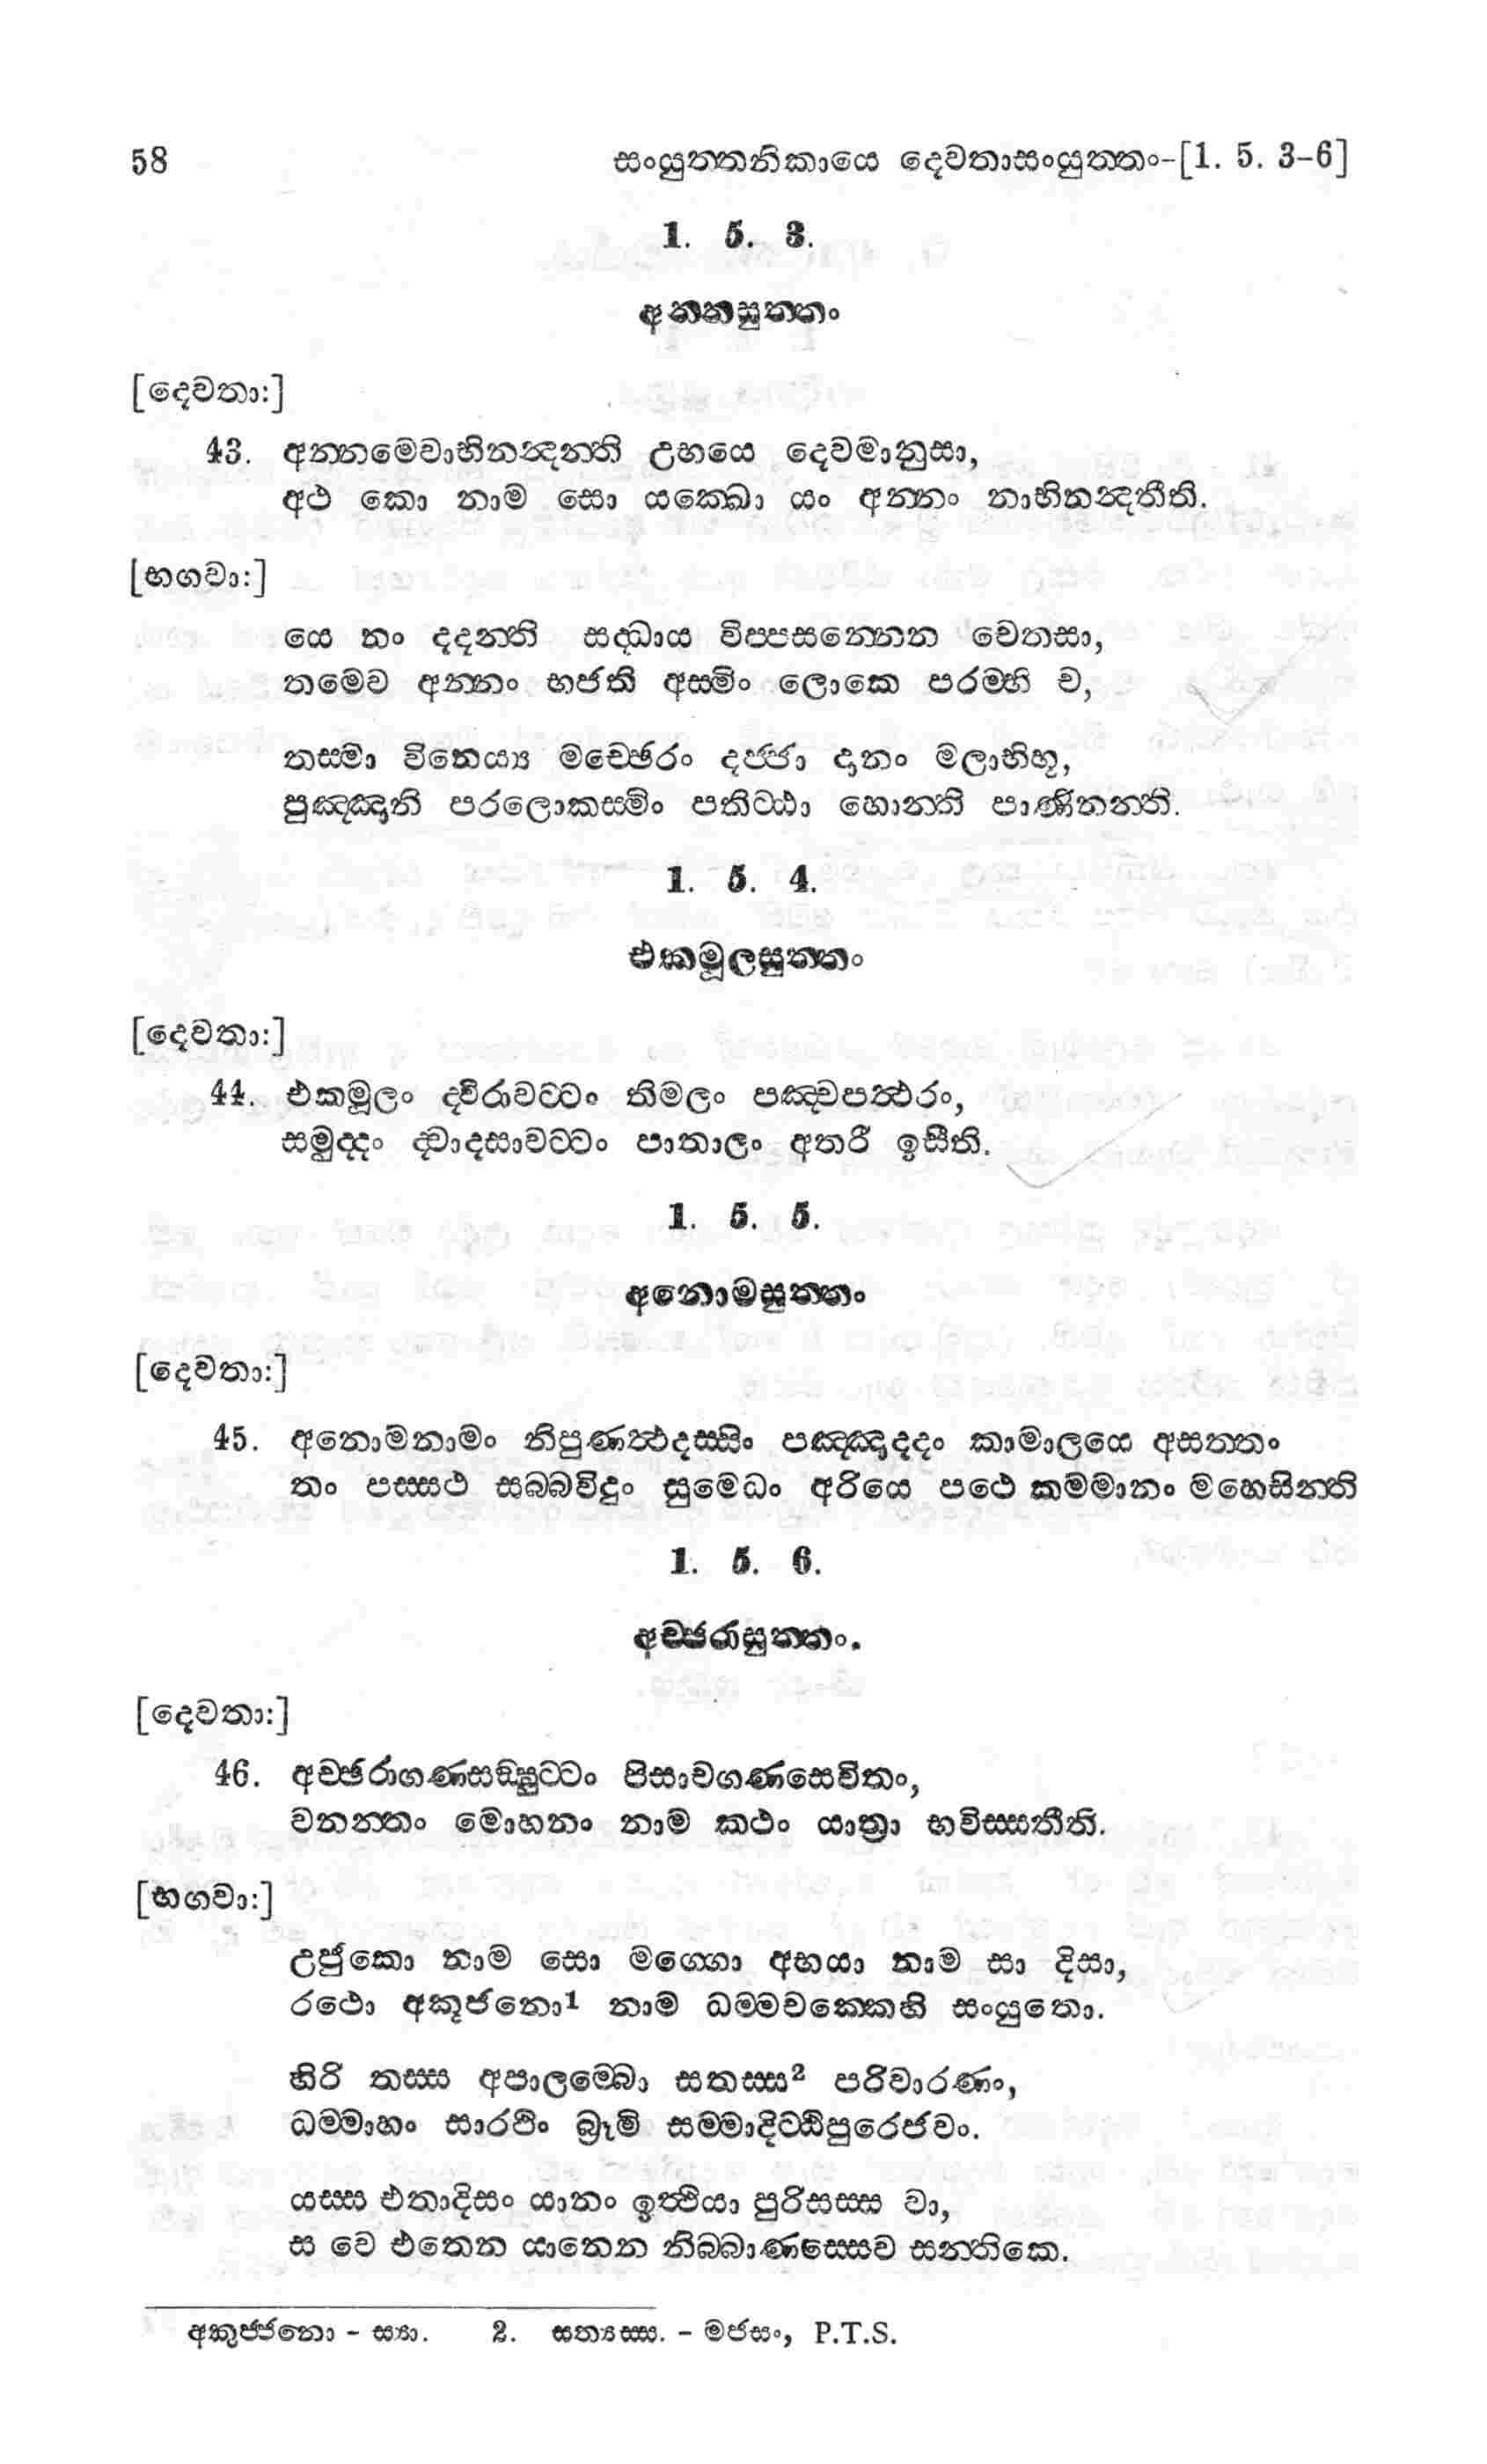 58 සංයුත්තනිකායෙ දෙවතාසංයුත්තං-[1. 5. 3-6]
1. 5. 3.
අන්නසුත්තං
[දෙවතා:]
43. අන්නමෙවාභිනන්දන්ති උභයෙ දෙවමානුසා,
අථ කො නාම සො යක්ඛො යං අන්නං නාභිනන්දතීති.
[භගවා:]
යෙ නං දදන්ති සද්ධාය විප්පසන්නෙන චෙතසා,
තමෙව අන්නං භජති අස්මිං ලොකෙ පරම්හි ච,
තස්මා විනෙය්‍ය මච්ඡෙරං දජ්ජා දානං මලාභිභූ,
පුඤ්ඤානි පරලොකස්මිං පතිට්ඨා හොන්ති පාණිනන්ති.
1. 5. 4.
එකමූලසුත්තං
[දෙවතා:]
44. එකමූලං ද්විරාවට්ටං තිමලං පඤ්චපත්ථරං,
සමුද්දං ද්වාදසාවට්ටං පාතාලං අතරී ඉසීති.
1. 5. 5.
අනොමසුත්තං
[දෙවතා:]
45. අනොමනාමං නිපුණත්ථදස්සිං පඤ්ඤාදදං කාමාලයෙ අසත්තං
තං පස්සථ සබ්බවිදුං සුමෙධං අරියෙ පථෙ කම්මානං මහෙසින්ති
1. 5. 6.
අච්ඡරාසුත්තං.
[දෙවතා:]
46. අච්ඡරාගණසඞ්ඝුට්ටං පිසාචගණසෙවිතං,
වනන්තං මොහනං නාම කථං යාත්‍රා භවිස්සතීති.
[භගවා:]
උජුකො නාම සො මග්ගො අභයා නාම සා දිසා,
රථො අකූජනො1 නාම ධම්මචක්කෙහි සංයුතො.
හිරි තස්ස අපාලම්බො සතස්ස2 පරිවාරණං,
ධම්මාහං සාරථිං බ්‍රූමි සම්මාදිට්ඨිපුරෙජවං.
යස්ස එතාදිසං යානං ඉත්ථියා පුරිසස්ස වා,
ස වෙ එතෙන යානෙන නිබ්බාණස්සෙව සන්තිකෙ.
අකුජ්ජනො - ස්‍යා. 2. සත්‍යස්ස. - මජසං, P.T.S.